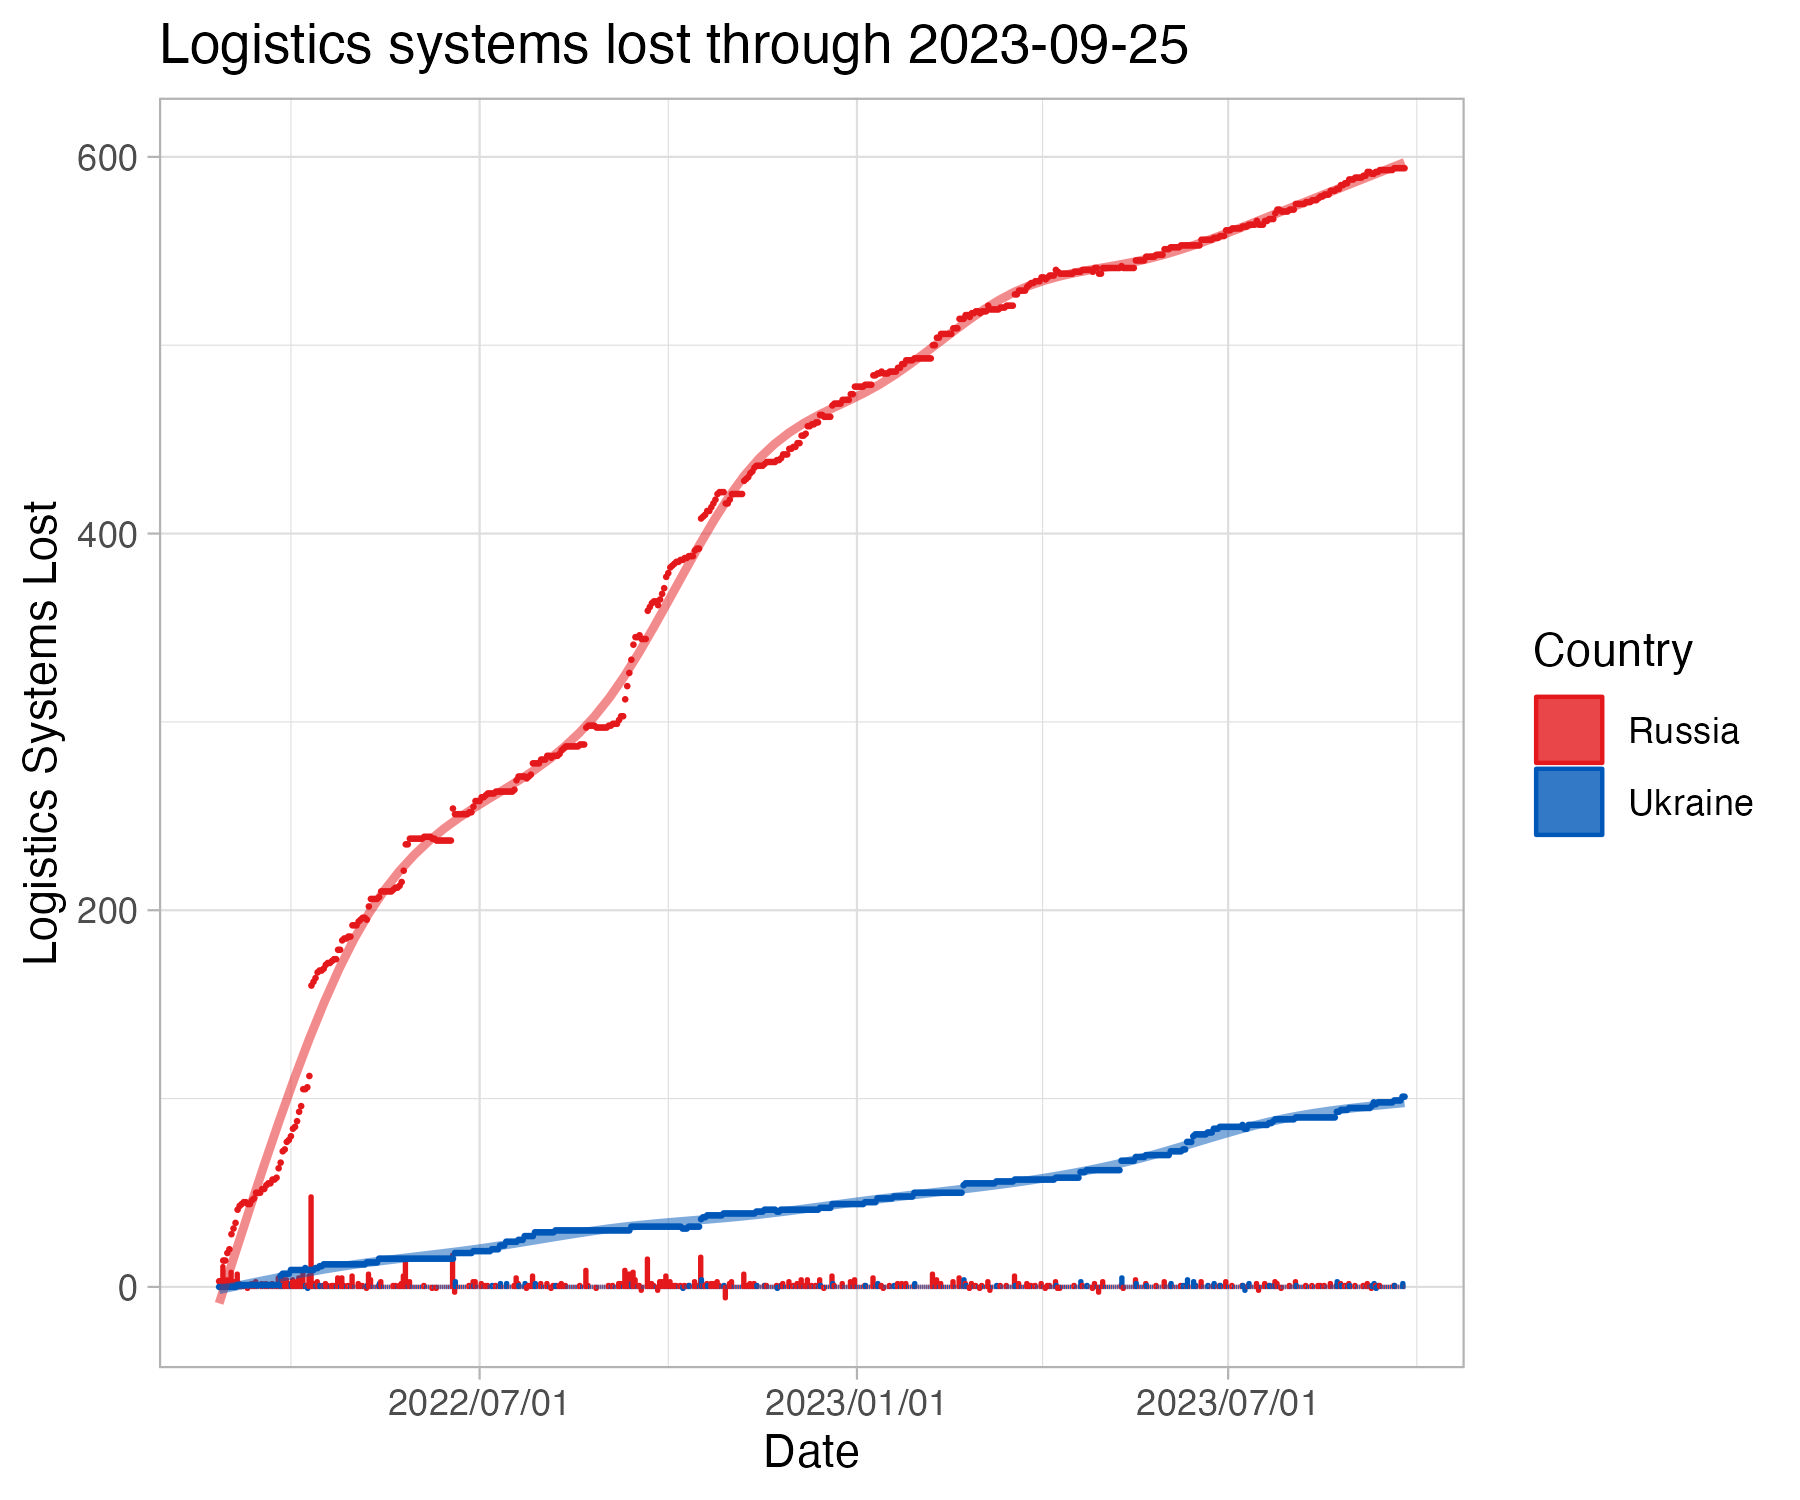 Logistics systems lost through 2023-09-25
Logistics Systems Lost
600
400
200
0
2022/07/01
2023/01/01
2023/07/01
Date
Country
Russia
Ukraine